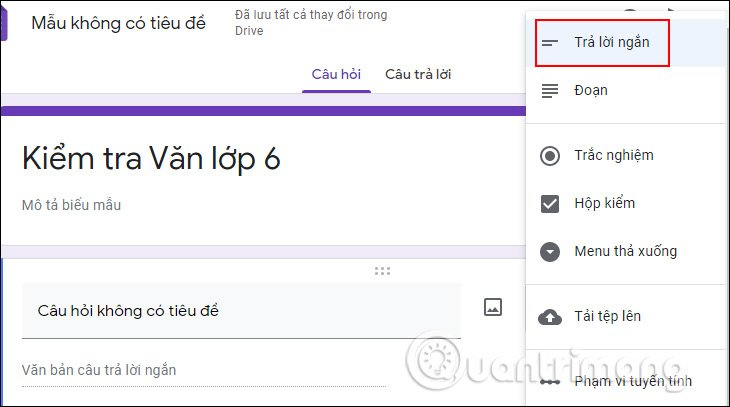 Mẫu không có tiêu đề
Đã lưu tất cả thay đổi trong
Drive
Câu hỏi
Câu trả lời
Kiểm tra Văn lớp 6
Mô tả biểu mẫu
Câu hỏi không có tiêu đề
Văn bản câu trả lời ngắn
Trả lời ngắn
Đoạn
Trắc nghiệm
Hộp kiểm
Menu thả xuống
Tải tệp lên
Phạm vi tuyến tính
Quantrimang